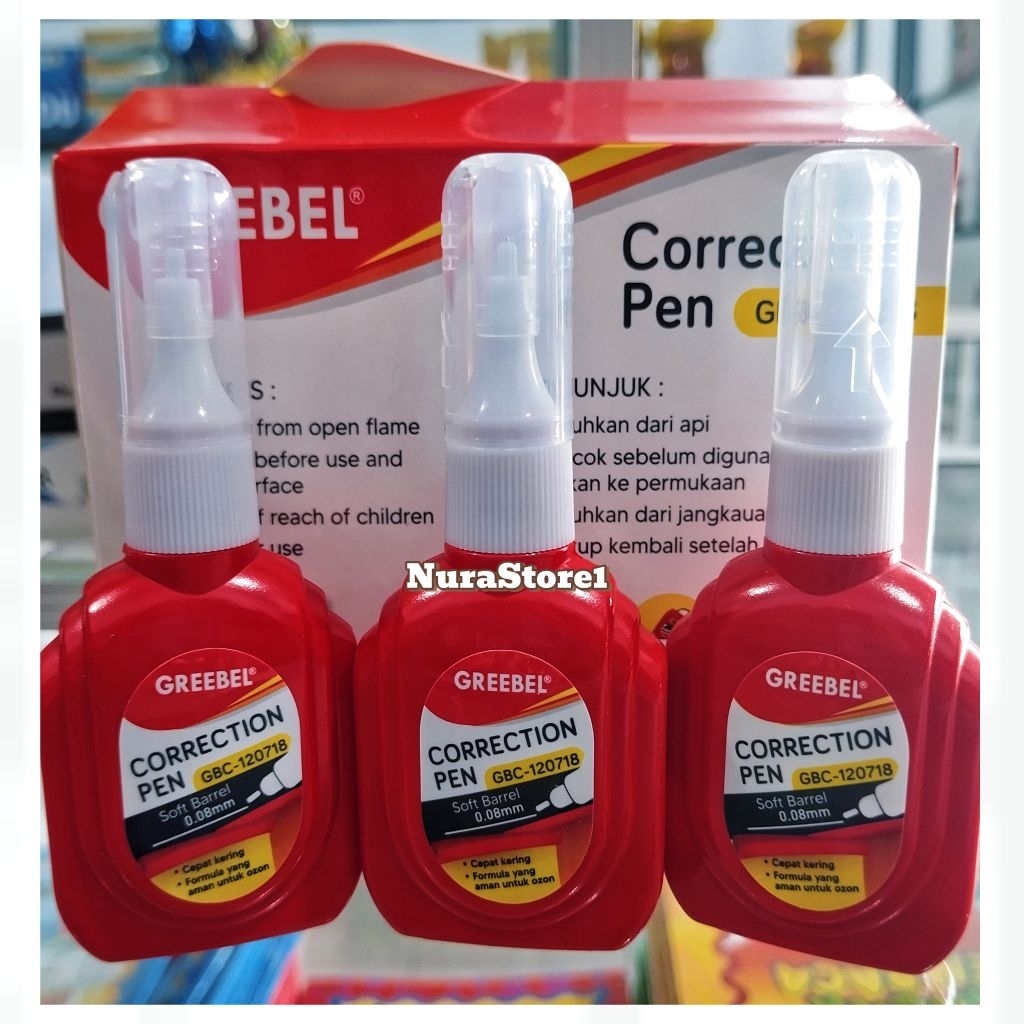 EBEL®
Correc
Pen
S :
from open flame
before use and
rface
f reach of children
use
UNJUK :
uhkan dari api
cok sebelum diguna
kan ke permukaan
uhkan dari jangkaua
up kembali setelah
NuraStore1
GREEBEL®
CORRECTION
PEN GBC-120718
Soft Barrel
0.08mm
• Cepat kering
• Formula yang
aman untuk ozon
GREEBEL®
CORRECTION
PEN GBC-120718
Soft Barrel
0.08mm
• Cepat kering
• Formula yang
aman untuk ozon
GREEBEL®
CORRECTION
PEN GBC-120718
Soft Barrel
0.08mm
• Cepat kering
• Formula yang
aman untuk ozon